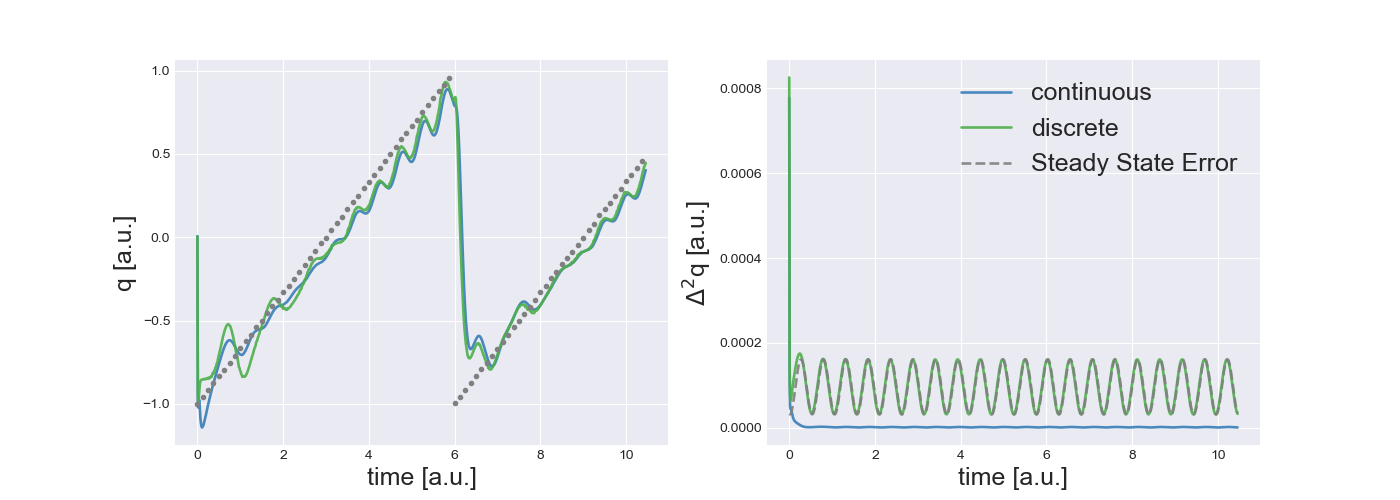 1.0
0.5
0.0
−0.5
−1.0
0 2 4 6 8 10
q [a.u.]
time [a.u.]
0.0008
0.0006
0.0004
0.0002
0.0000
0 2 4 6 8 10
Δ²q [a.u.]
time [a.u.]
continuous
discrete
Steady State Error